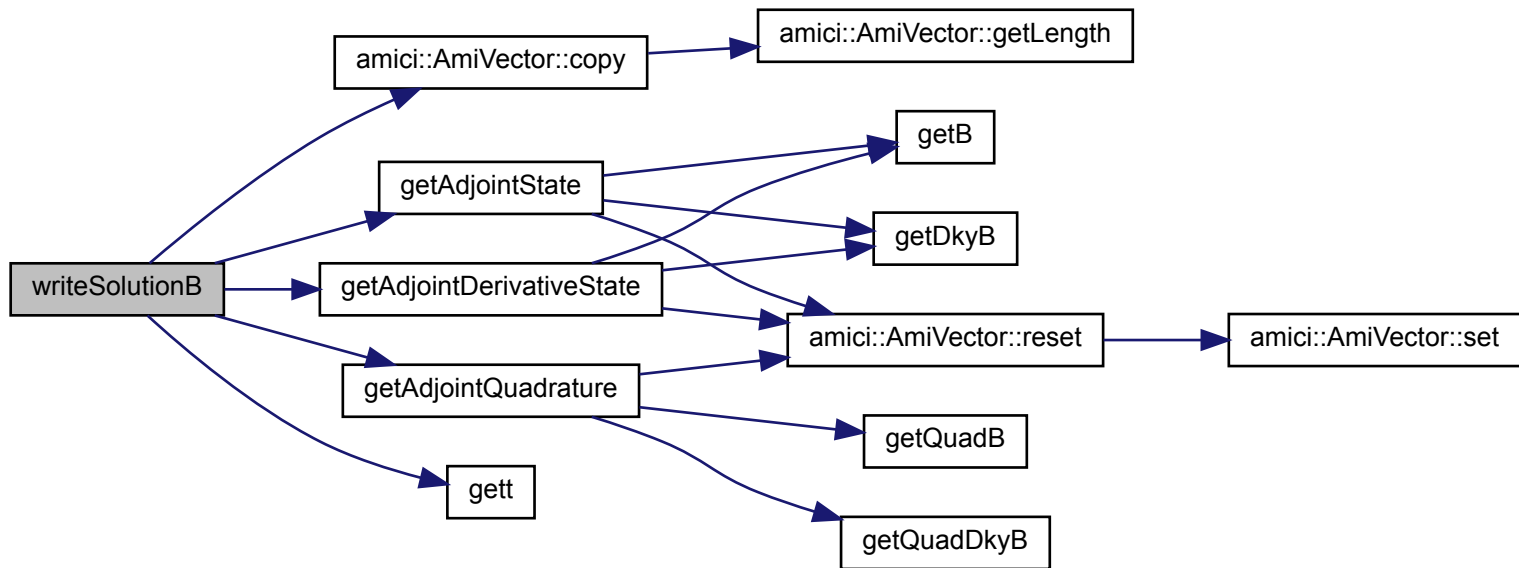 amici::AmiVector::getLength
amici::AmiVector::copy
getB
getAdjointState
getDkyB
writeSolutionB
getAdjointDerivativeState
amici::AmiVector::reset
amici::AmiVector::set
getAdjointQuadrature
getQuadB
gett
getQuadDkyB